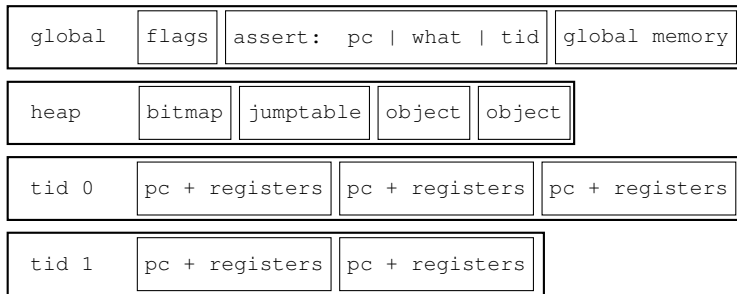 global flags assert: pc | what | tid global memory
heap bitmap jumptable object object
tid 0 pc + registers pc + registers pc + registers
tid 1 pc + registers pc + registers